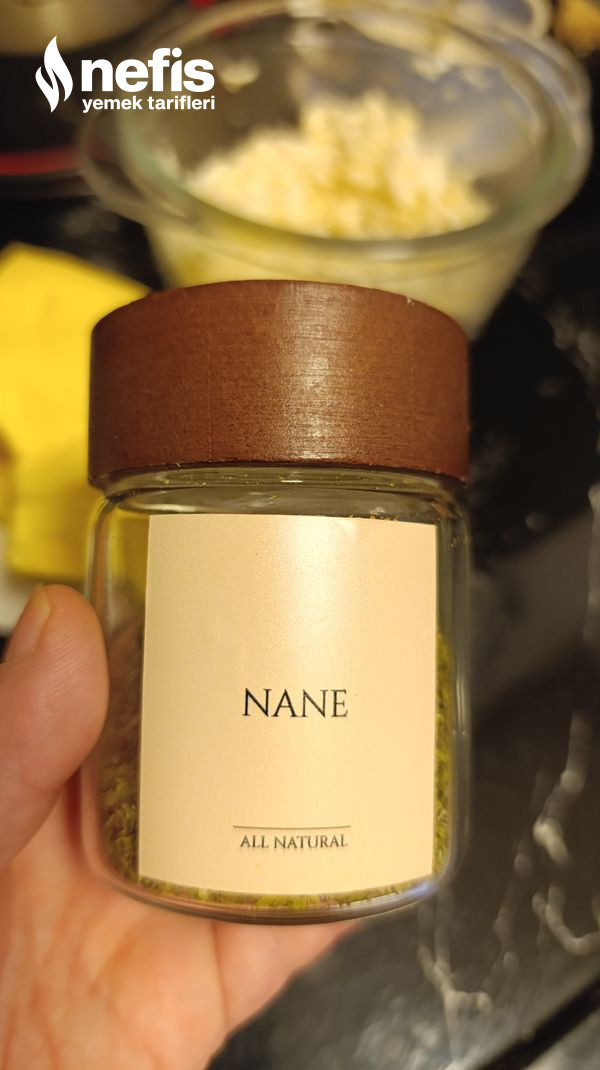 nefis
yemek tarifleri
NANE
ALL NATURAL